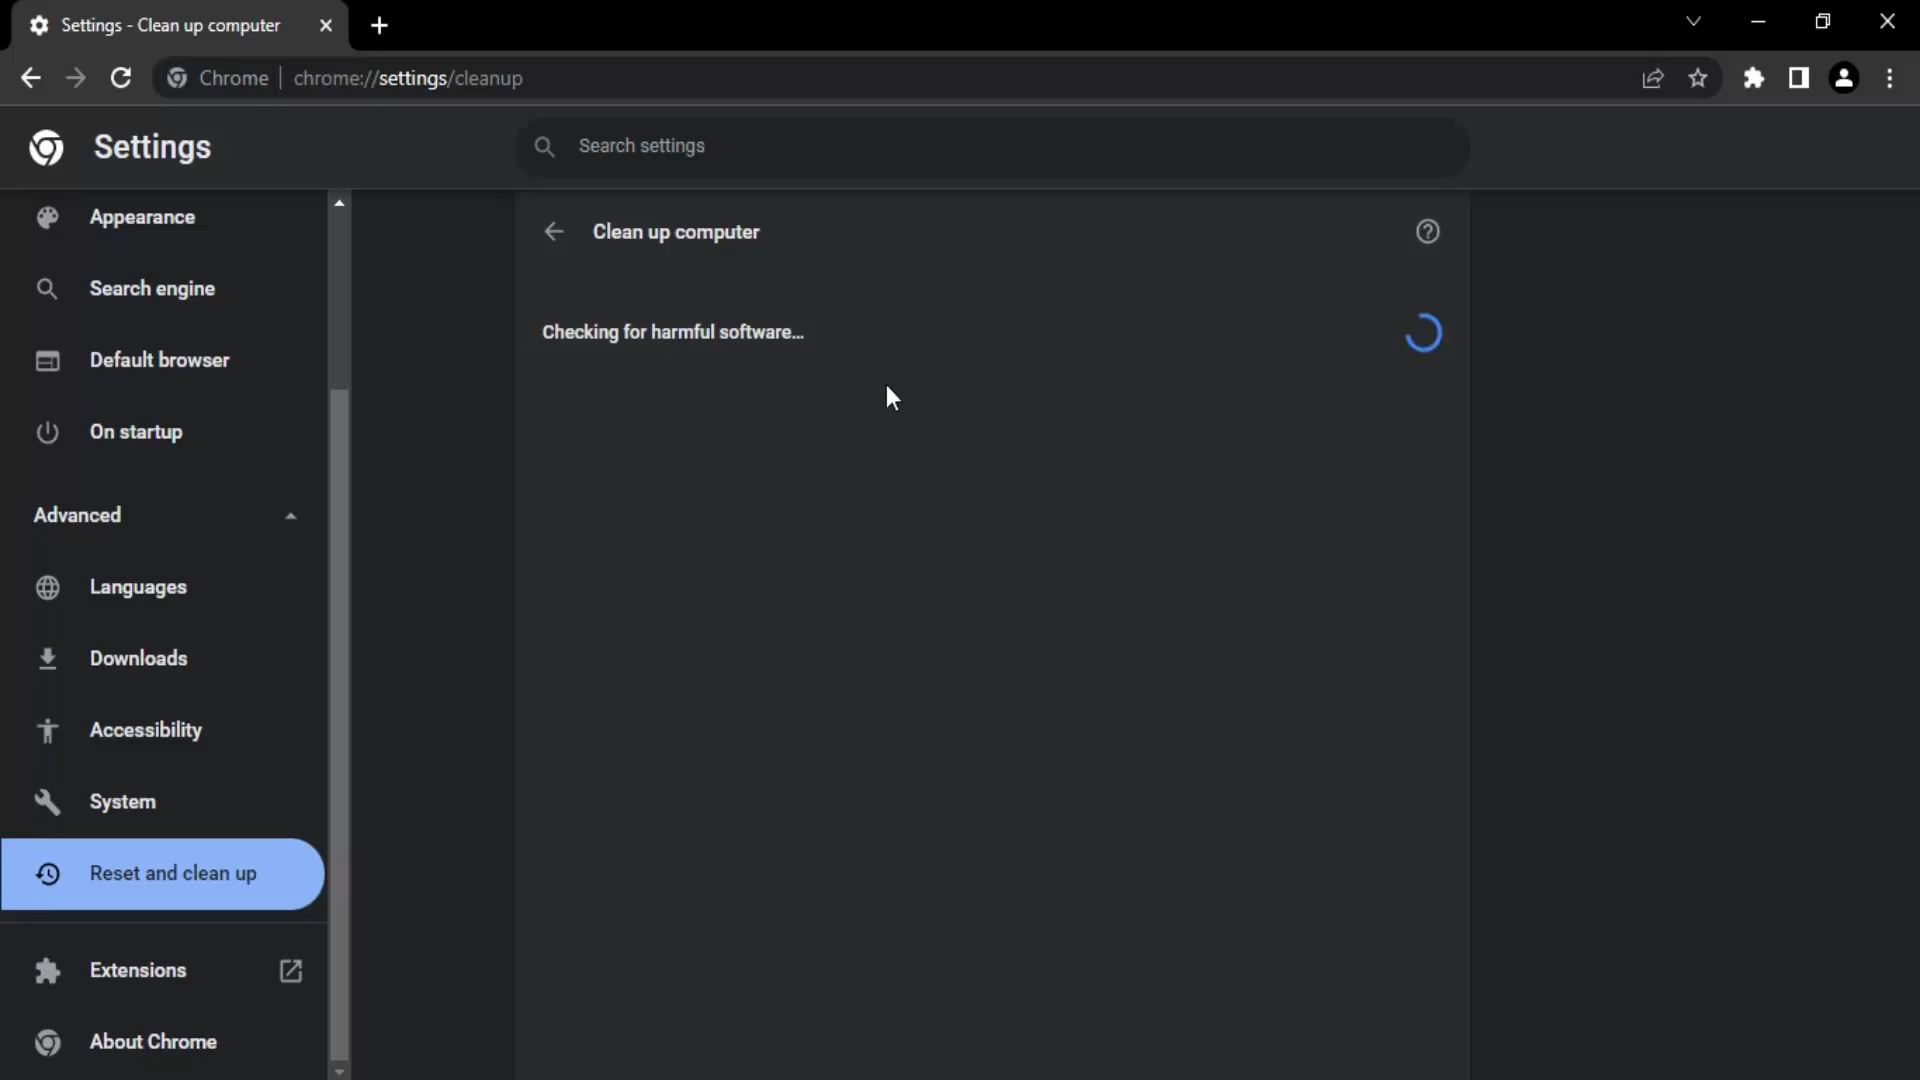 Settings - Clean up computer
Chrome | chrome://settings/cleanup
Settings
Search settings
Appearance
Search engine
Default browser
On startup
Advanced
Languages
Downloads
Accessibility
System
Reset and clean up
Extensions
About Chrome
Clean up computer
Checking for harmful software...